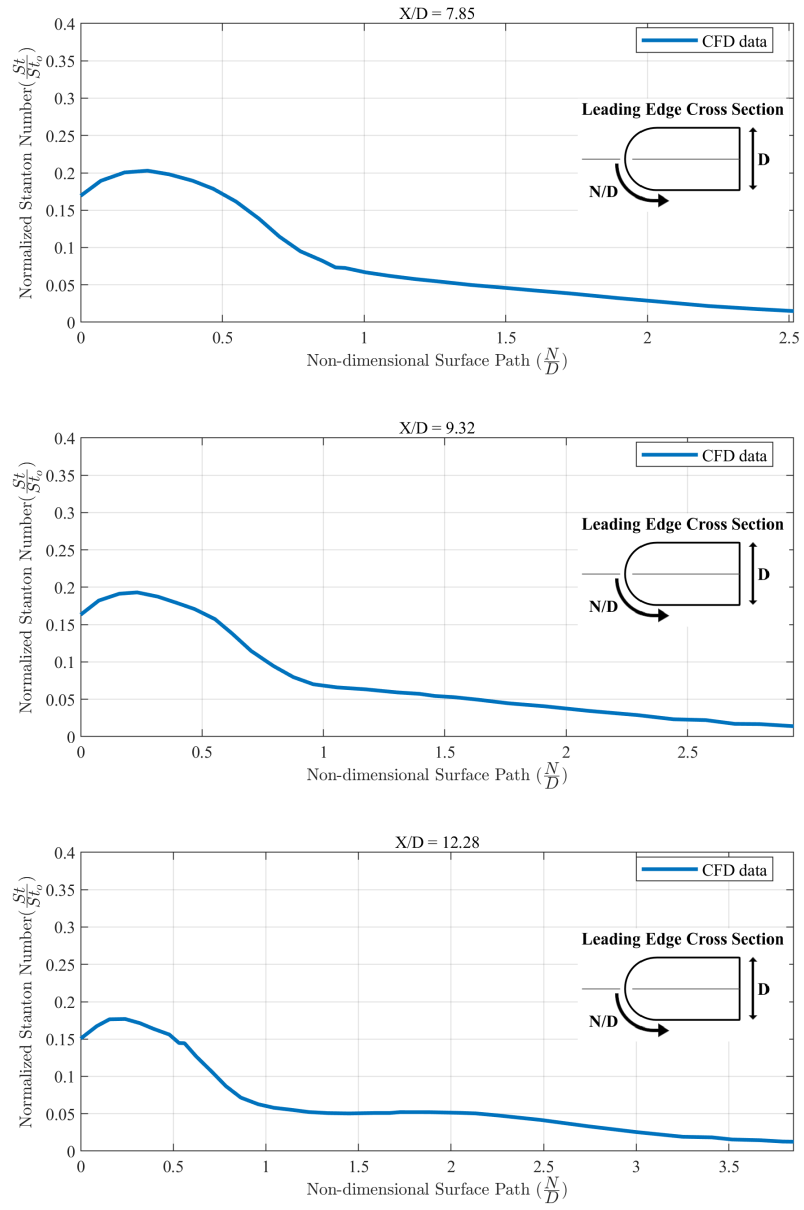 X/D = 7.85
Normalized Stanton Number(St/St_o)
0.4
0.35
0.3
0.25
0.2
0.15
0.1
0.05
0
CFD data
Leading Edge Cross Section
D
N/D
0 0.5 1 1.5 2 2.5
Non-dimensional Surface Path (N/D)
X/D = 9.32
Normalized Stanton Number(St/St_o)
0.4
0.35
0.3
0.25
0.2
0.15
0.1
0.05
0
CFD data
Leading Edge Cross Section
D
N/D
0 0.5 1 1.5 2 2.5
Non-dimensional Surface Path (N/D)
X/D = 12.28
Normalized Stanton Number(St/St_o)
0.4
0.35
0.3
0.25
0.2
0.15
0.1
0.05
0
CFD data
Leading Edge Cross Section
D
N/D
0 0.5 1 1.5 2 2.5 3 3.5
Non-dimensional Surface Path (N/D)